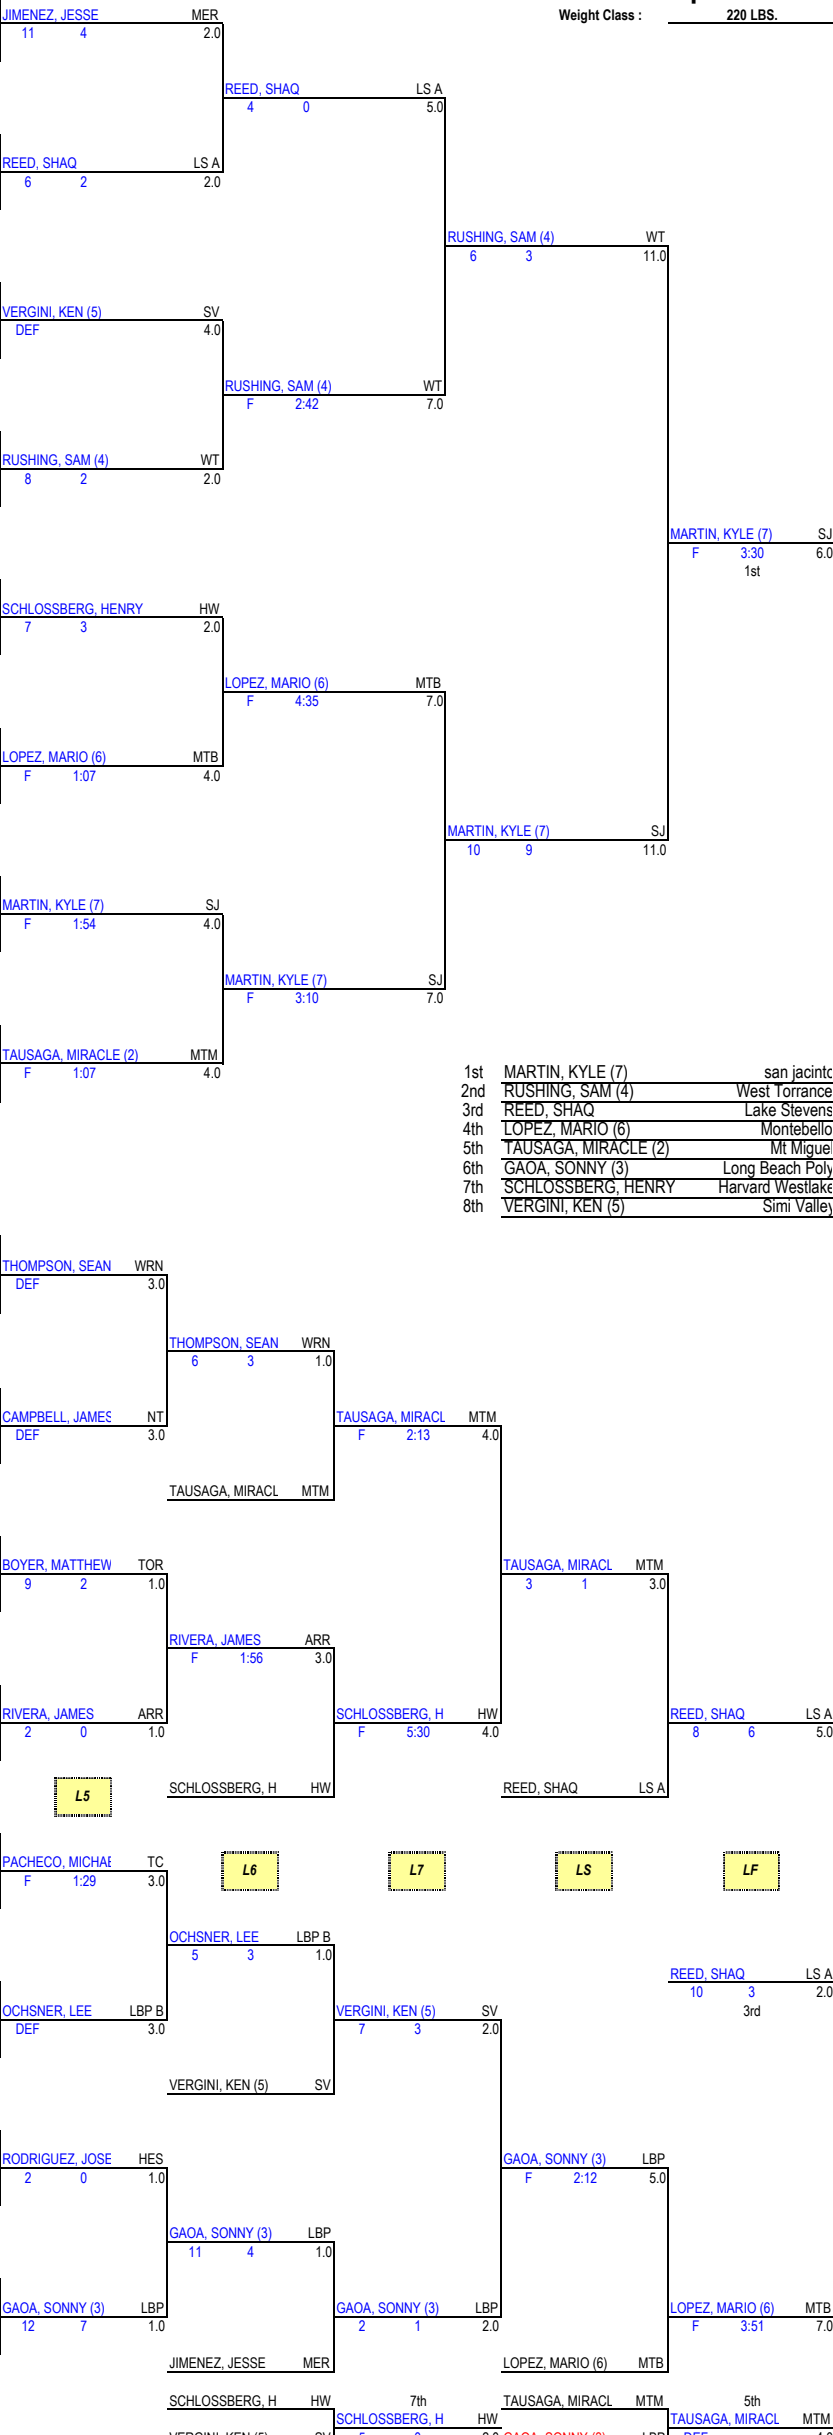 JIMENEZ, JESSE MER
Weight Class : 220 LBS.
11 4 2.0
REED, SHAQ LS A
4 0 5.0
REED, SHAQ LS A
6 2 2.0
RUSHING, SAM (4) WT
6 3 11.0
VERGINI, KEN (5) SV
DEF 4.0
RUSHING, SAM (4) WT
F 2:42 7.0
RUSHING, SAM (4) WT
8 2 2.0
MARTIN, KYLE (7) SJ
F 3:30 6.0
1st
SCHLOSSBERG, HENRY HW
7 3 2.0
LOPEZ, MARIO (6) MTB
F 4:35 7.0
LOPEZ, MARIO (6) MTB
F 1:07 4.0
MARTIN, KYLE (7) SJ
10 9 11.0
MARTIN, KYLE (7) SJ
F 1:54 4.0
MARTIN, KYLE (7) SJ
F 3:10 7.0
TAUSAGA, MIRACLE (2) MTM
F 1:07 4.0
1st MARTIN, KYLE (7) san jacinto
2nd RUSHING, SAM (4) West Torrance
3rd REED, SHAQ Lake Stevens
4th LOPEZ, MARIO (6) Montebello
5th TAUSAGA, MIRACLE (2) Mt Miguel
6th GAOA, SONNY (3) Long Beach Poly
7th SCHLOSSBERG, HENRY Harvard Westlake
8th VERGINI, KEN (5) Simi Valley
THOMPSON, SEAN WRN
DEF 3.0
THOMPSON, SEAN WRN
6 3 1.0
CAMPBELL, JAMES NT
DEF 3.0
TAUSAGA, MIRACL MTM
F 2:13 4.0
TAUSAGA, MIRACL MTM
BOYER, MATTHEW TOR
9 2 1.0
TAUSAGA, MIRACL MTM
3 1 3.0
RIVERA, JAMES ARR
F 1:56 3.0
RIVERA, JAMES ARR
2 0 1.0
SCHLOSSBERG, H HW
F 5:30 4.0
REED, SHAQ LS A
8 6 5.0
L5
SCHLOSSBERG, H HW
REED, SHAQ LS A
PACHECO, MICHAE TC
F 1:29 3.0
L6 L7 LS LF
OCHSNER, LEE LBP B
5 3 1.0
REED, SHAQ LS A
10 3 2.0
3rd
OCHSNER, LEE LBP B
DEF 3.0
VERGINI, KEN (5) SV
7 3 2.0
VERGINI, KEN (5) SV
RODRIGUEZ, JOSE HES
2 0 1.0
GAOA, SONNY (3) LBP
F 2:12 5.0
GAOA, SONNY (3) LBP
11 4 1.0
GAOA, SONNY (3) LBP
12 7 1.0
GAOA, SONNY (3) LBP
2 1 2.0
LOPEZ, MARIO (6) MTB
F 3:51 7.0
JIMENEZ, JESSE MER
LOPEZ, MARIO (6) MTB
SCHLOSSBERG, H HW 7th TAUSAGA, MIRACL MTM 5th
SCHLOSSBERG, H HW TAUSAGA, MIRACL MTM